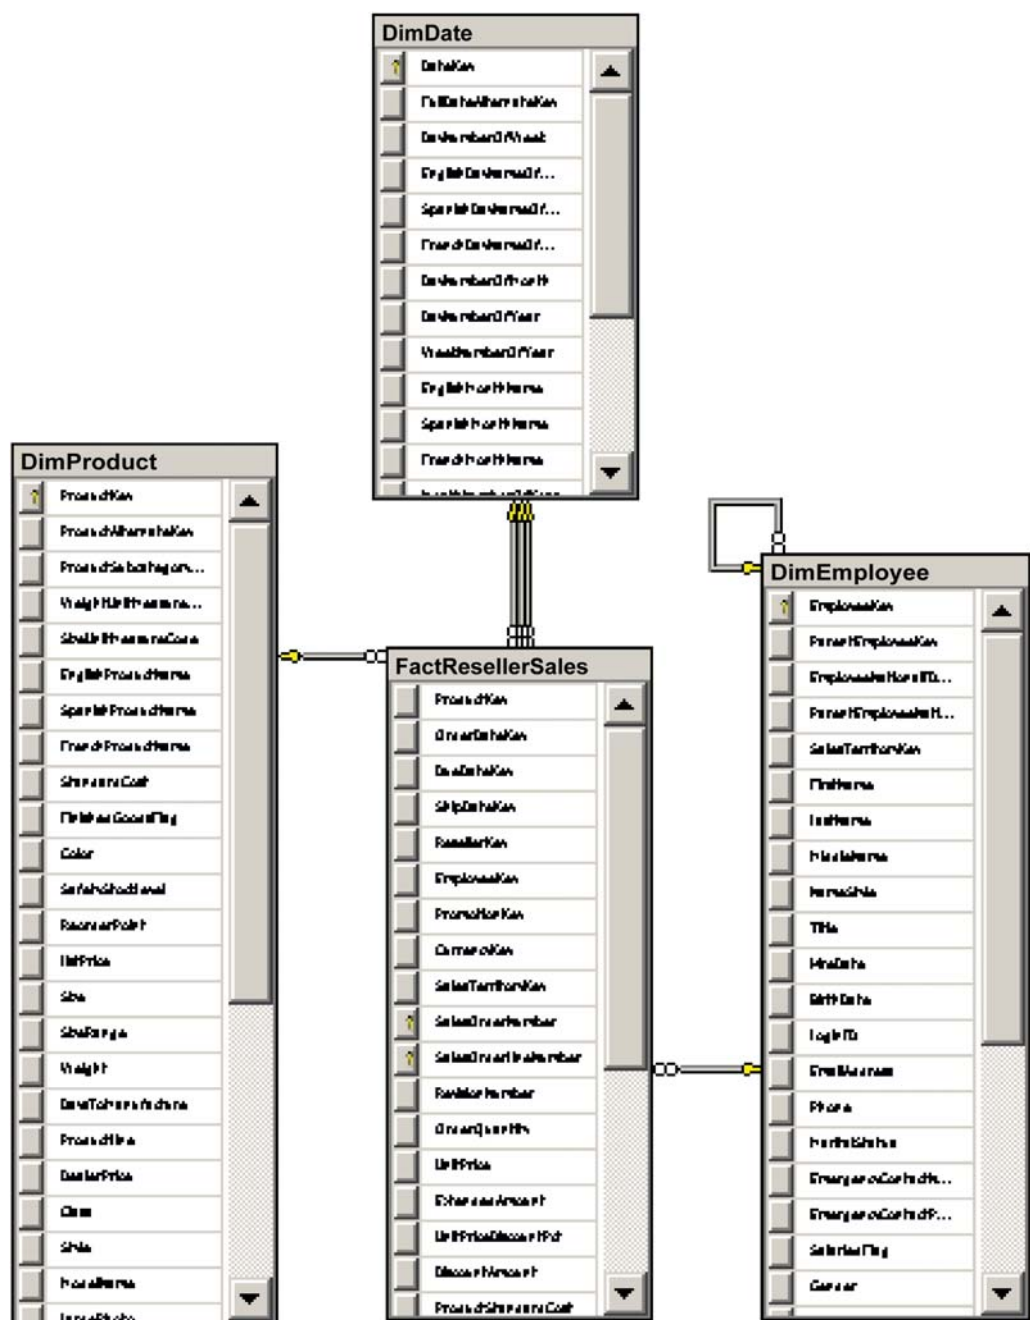 DimDate
DateKey
FullDateAlternateKey
DayNumberOfWeek
EnglishDayNameOf...
SpanishDayNameOf...
FrenchDayNameOf...
DayNumberOfMonth
DayNumberOfYear
WeekNumberOfYear
EnglishMonthName
SpanishMonthName
FrenchMonthName
DimProduct
ProductKey
ProductAlternateKey
ProductSubcategory...
WeightUnitMeasure...
SizeUnitMeasureCode
EnglishProductName
SpanishProductName
FrenchProductName
StandardCost
FinishedGoodsFlag
Color
SafetyStockLevel
ReorderPoint
ListPrice
Size
SizeRange
Weight
DaysToManufacture
ProductLine
DealerPrice
Class
Style
ModelName
FactResellerSales
ProductKey
OrderDateKey
DueDateKey
ShipDateKey
ResellerKey
EmployeeKey
PromotionKey
CurrencyKey
SalesTerritoryKey
SalesOrderNumber
SalesOrderLineNumber
RevisionNumber
OrderQuantity
UnitPrice
ExtendedAmount
UnitPriceDiscountPct
DiscountAmount
ProductStandardCost
DimEmployee
EmployeeKey
ParentEmployeeKey
EmployeeNationalID...
ParentEmployeeNati...
SalesTerritoryKey
FirstName
LastName
MiddleName
NameStyle
Title
HireDate
BirthDate
LoginID
EmailAddress
Phone
MaritalStatus
EmergencyContactN...
EmergencyContactP...
SalariedFlag
Gender